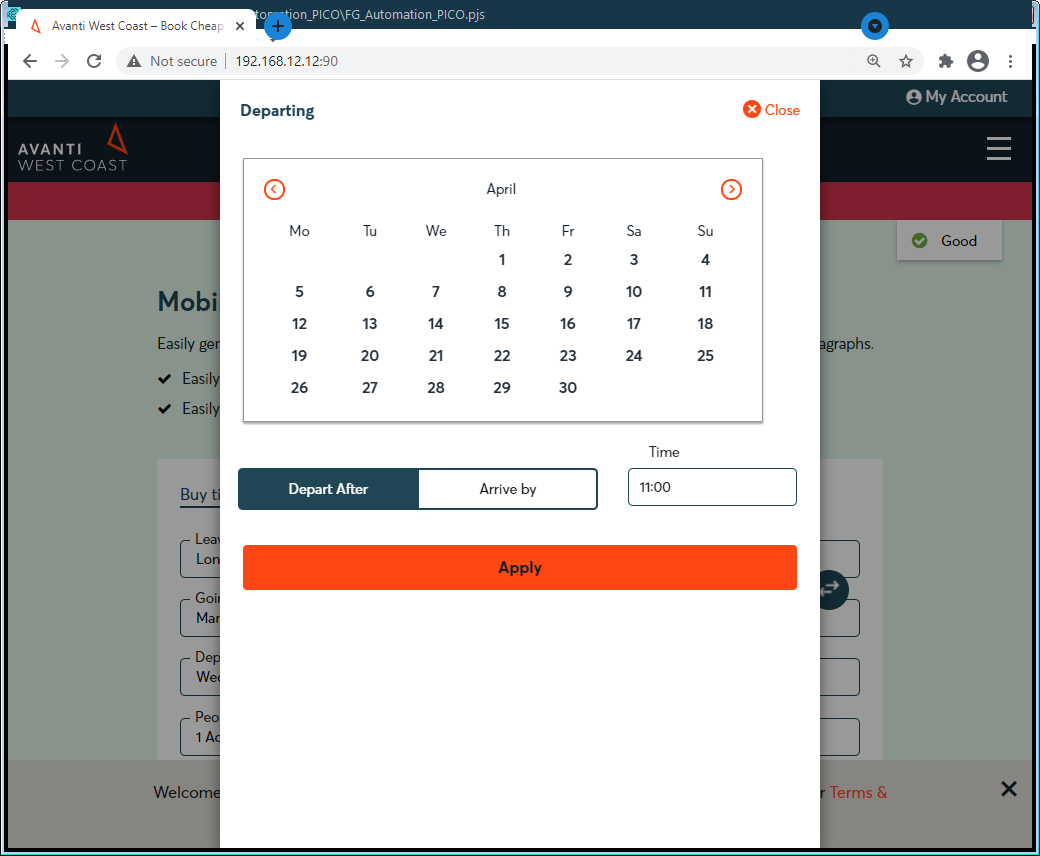 tomation_PICO\FG_Automation_PICO.pjs
Avanti West Coast – Book Cheap
Not secure
192.168.12.12:90
My Account
AVANTI
WEST COAST
Departing
Close
Good
April
Mo Tu We Th Fr Sa Su
1 2 3 4
5 6 7 8 9 10 11
12 13 14 15 16 17 18
19 20 21 22 23 24 25
26 27 28 29 30
Mobi
Easily ger
agraphs.
Easily
Easily
Time
Depart After
Arrive by
11:00
Buy ti
Leav
Lon
Apply
Goin
Man
Dep
Wed
Peo
1 Ad
Welcome
r Terms &